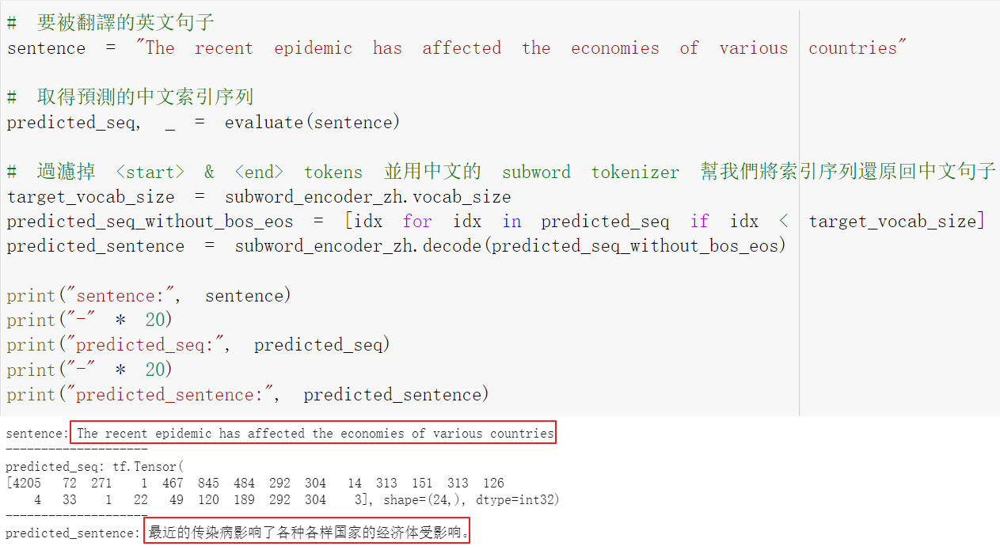 # 要被翻譯的英文句子
sentence = "The recent epidemic has affected the economies of various countries"
# 取得預測的中文索引序列
predicted_seq, _ = evaluate(sentence)
# 過濾掉 <start> & <end> tokens 並用中文的 subword tokenizer 幫我們將索引序列還原回中文句子
target_vocab_size = subword_encoder_zh.vocab_size
predicted_seq_without_bos_eos = [idx for idx in predicted_seq if idx < target_vocab_size]
predicted_sentence = subword_encoder_zh.decode(predicted_seq_without_bos_eos)
print("sentence:", sentence)
print("-" * 20)
print("predicted_seq:", predicted_seq)
print("-" * 20)
print("predicted_sentence:", predicted_sentence)
sentence: The recent epidemic has affected the economies of various countries
--------------------
predicted_seq: tf.Tensor(
[4205 72 271 1 467 845 484 292 304 14 313 151 313 126
4 33 1 22 49 120 189 292 304 3], shape=(24,), dtype=int32)
--------------------
predicted_sentence: 最近的传染病影响了各种各样国家的经济体受影响。